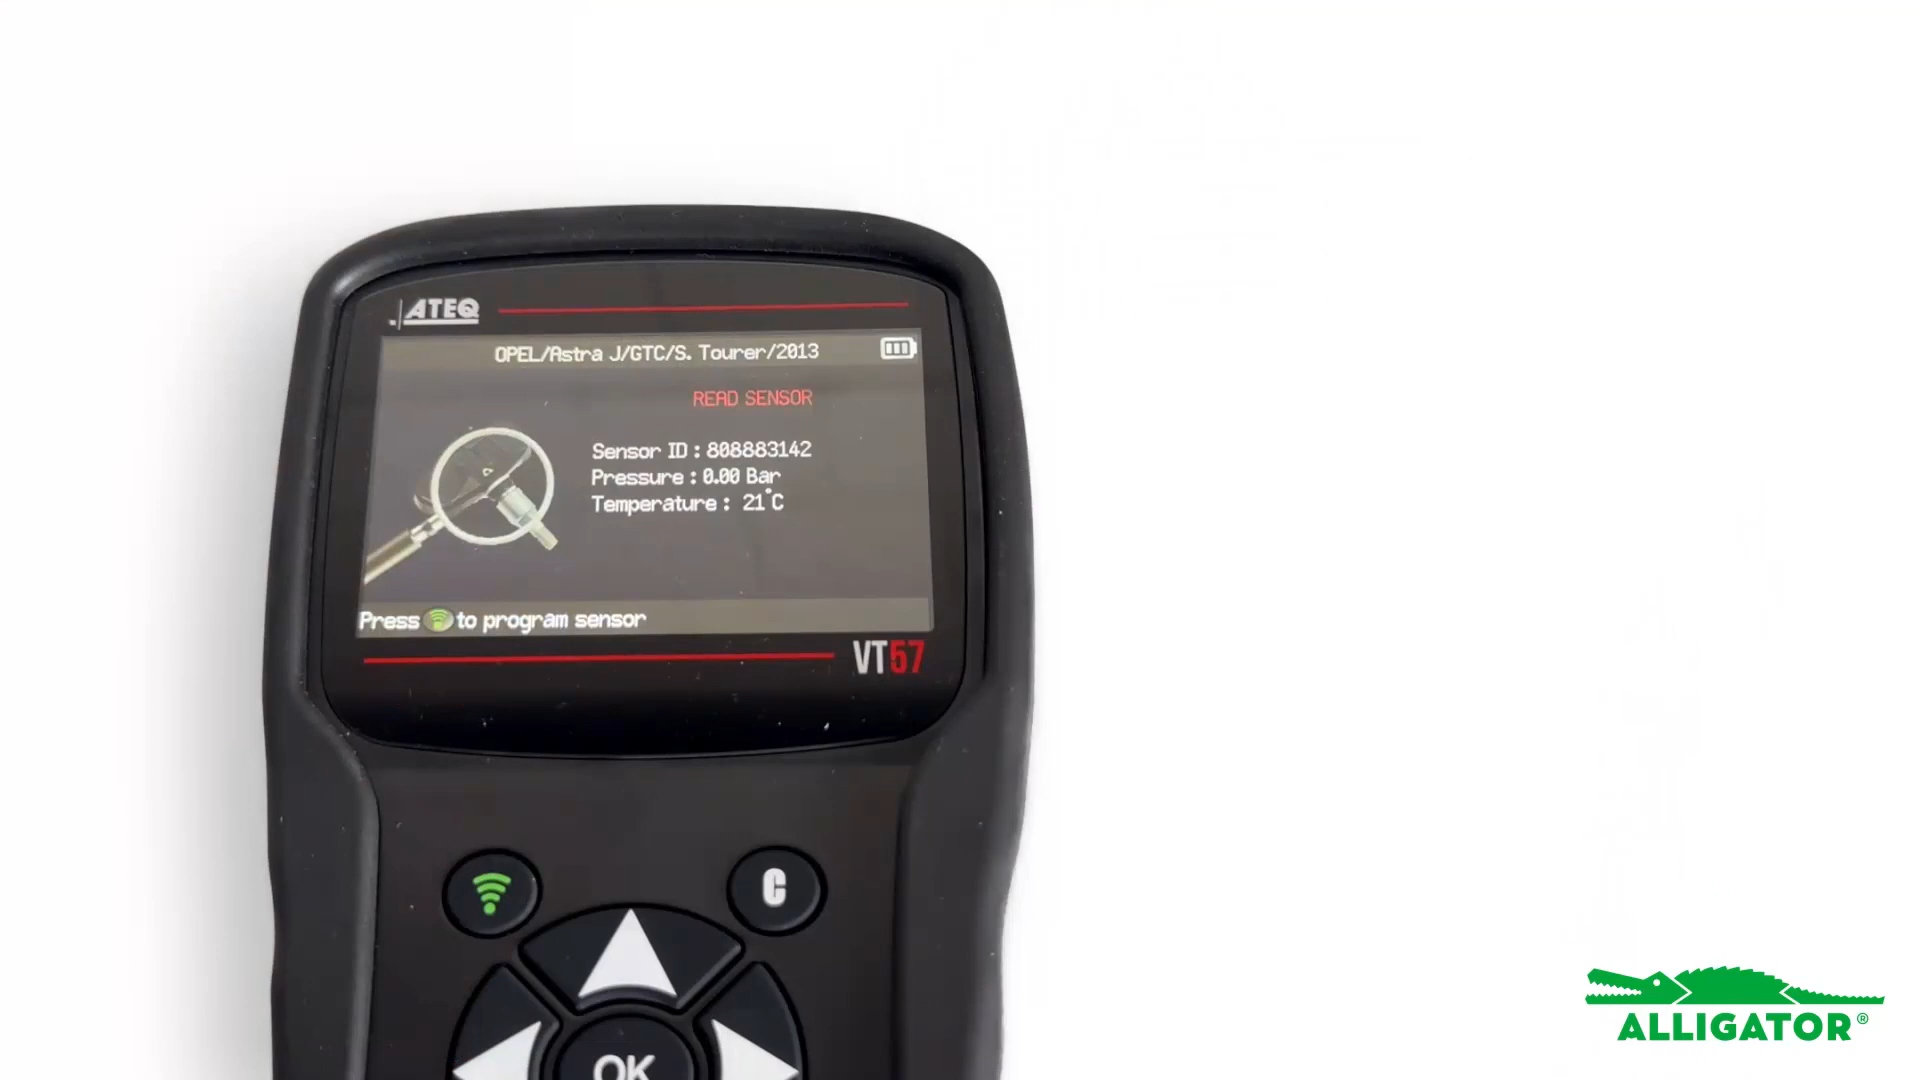 ATEQ
OPEL/Astra J/GTC/S. Tourer/2013
READ SENSOR
Sensor ID : 808883142
Pressure : 0.00 Bar
Temperature : 21°C
Press to program sensor
VT57
C
OK
ALLIGATOR®